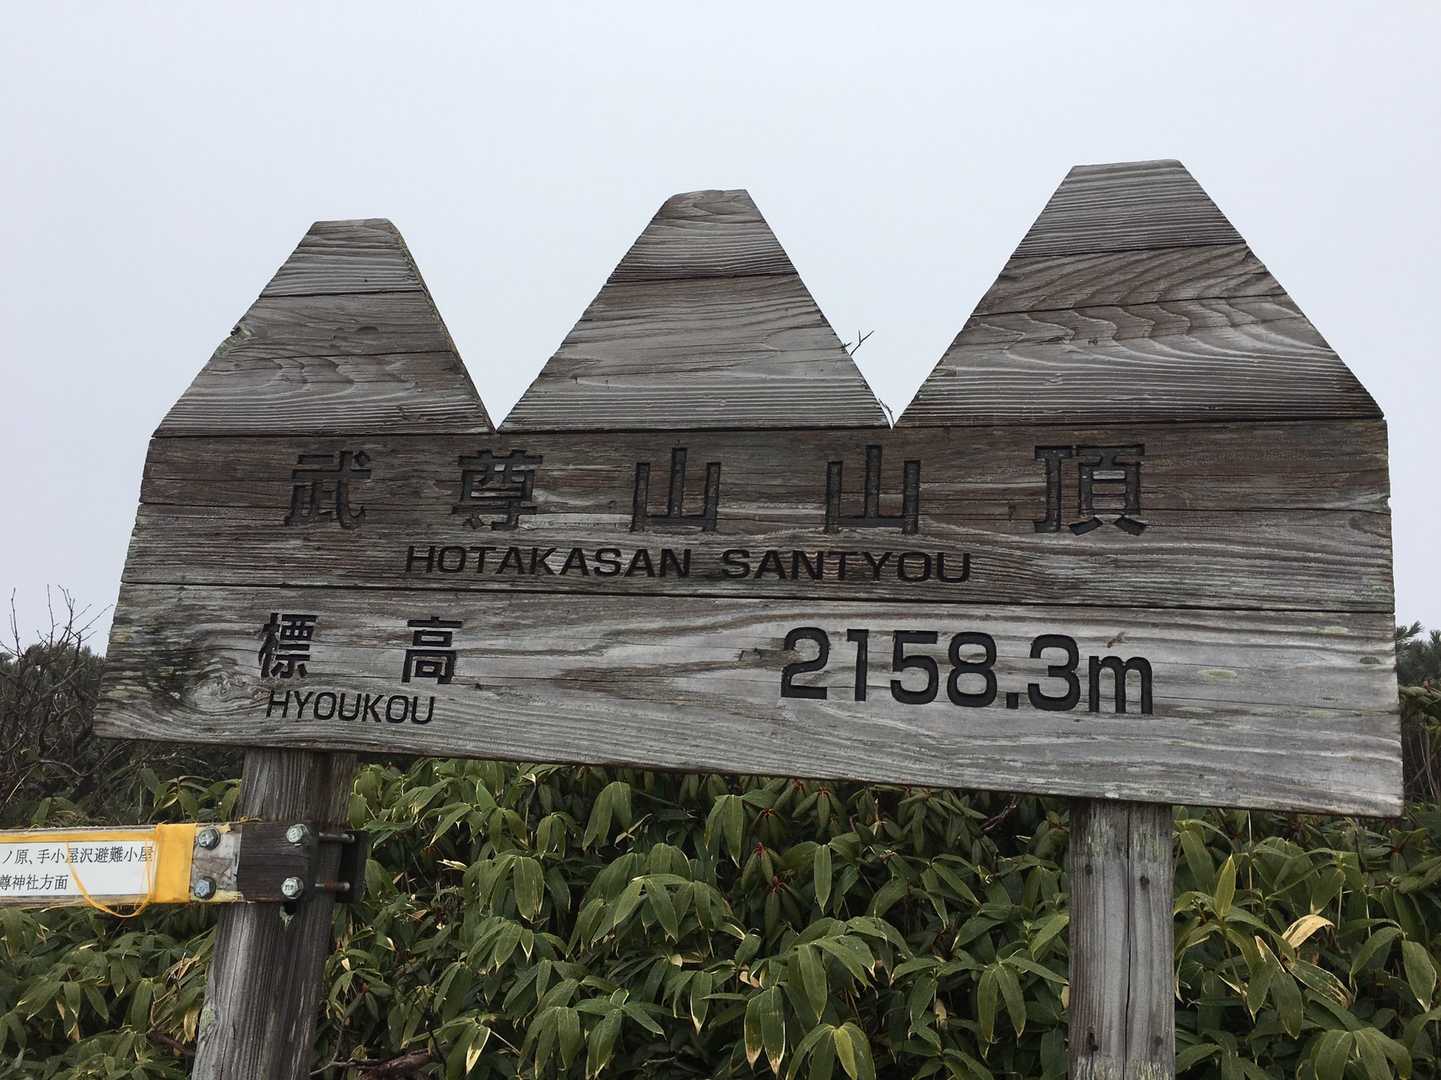 武尊山山頂
HOTAKASAN SANTYOU
標高 2158.3m
HYOUKOU
ノ原、手小屋沢避難小屋
尊神社方面